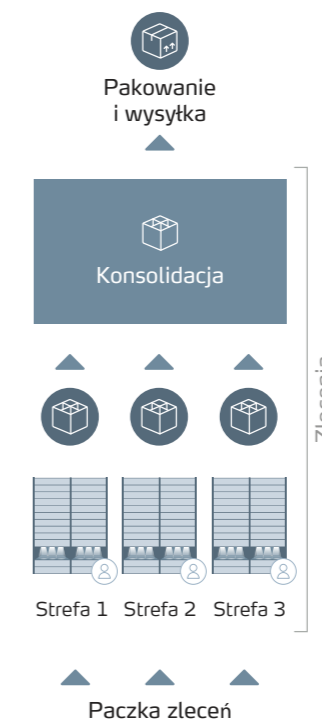 Pakowanie
i wysyłka
Konsolidacja
Strefa 1 Strefa 2 Strefa 3
Paczka zleceń